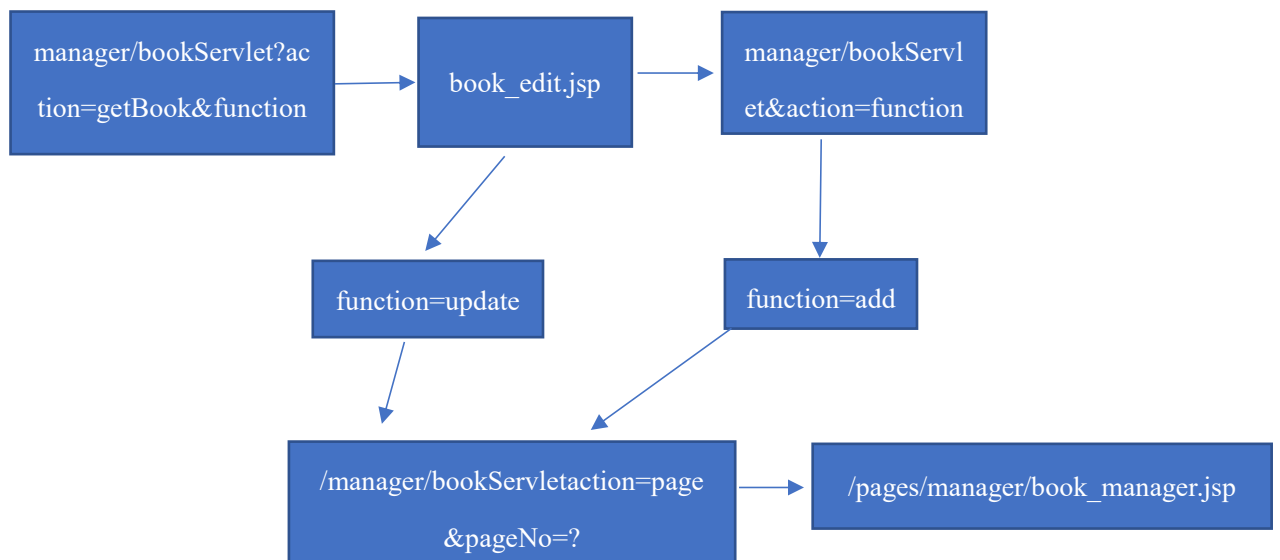 manager/bookServlet?ac
tion=getBook&function
book_edit.jsp
manager/bookServl
et&action=function
function=update
function=add
/manager/bookServletaction=page
&pageNo=?
/pages/manager/book_manager.jsp